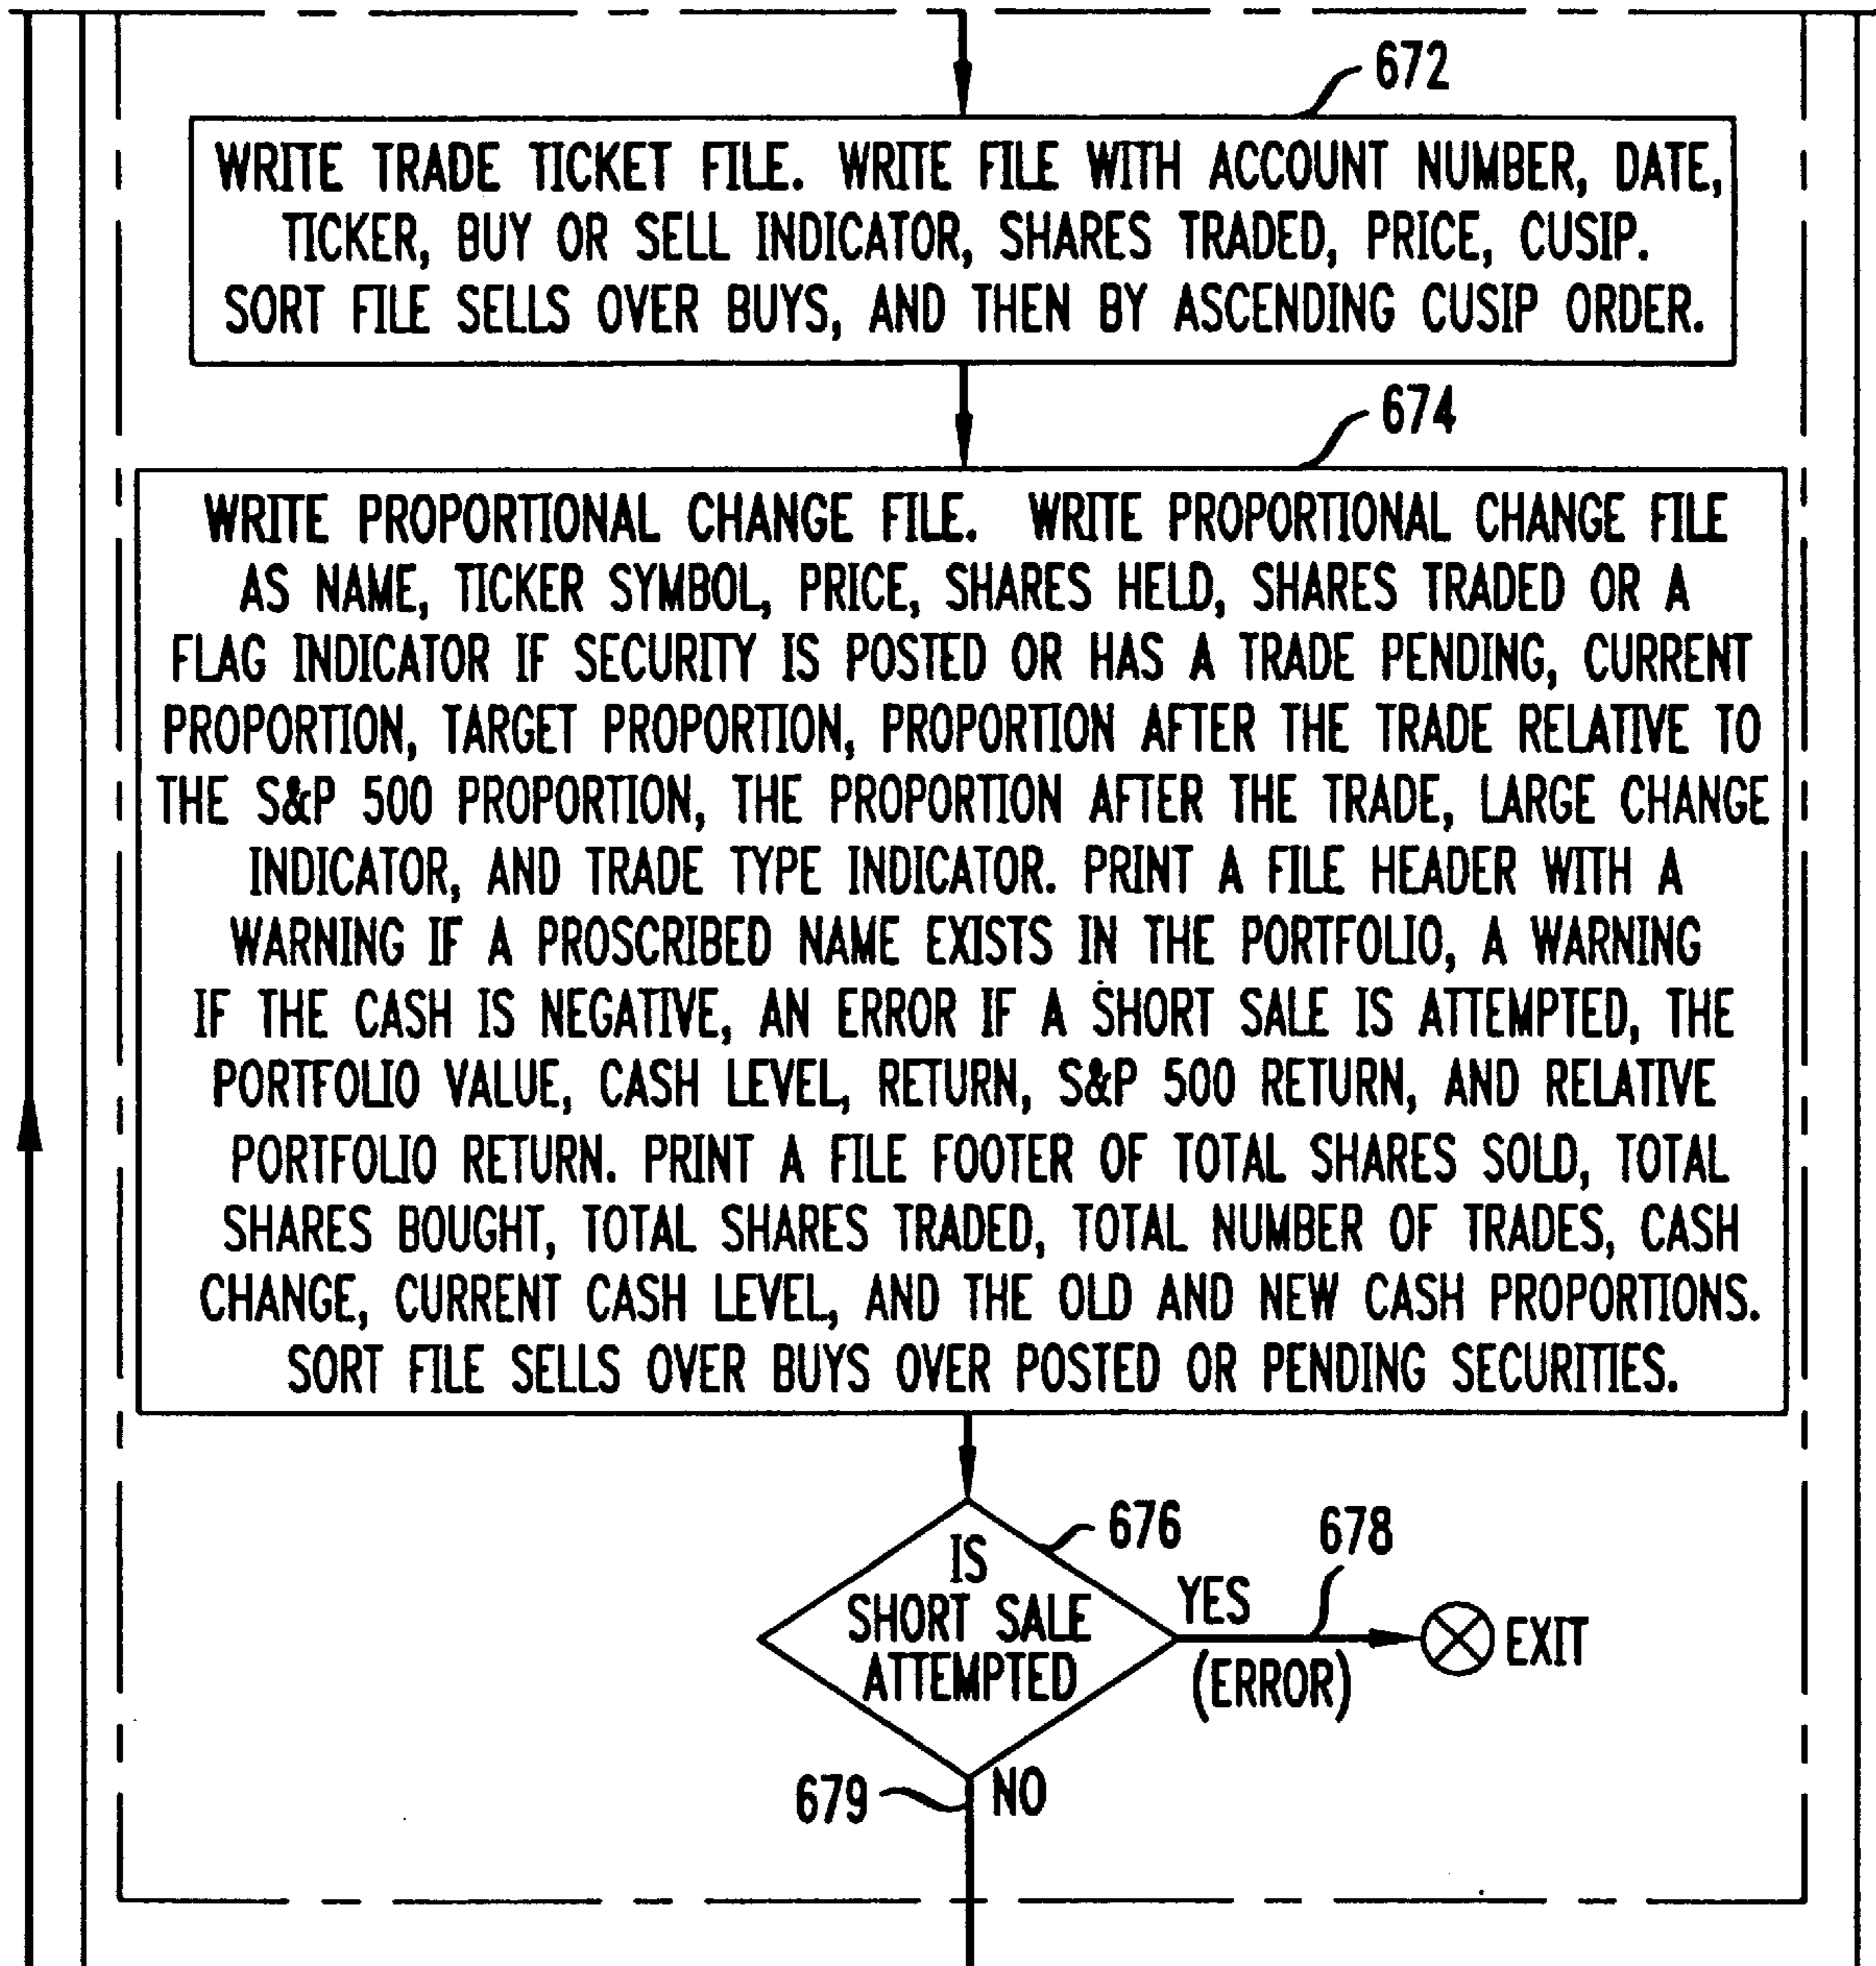 672
WRITE TRADE TICKET FILE. WRITE FILE WITH ACCOUNT NUMBER, DATE,
TICKER, BUY OR SELL INDICATOR, SHARES TRADED, PRICE, CUSIP.
SORT FILE SELLS OVER BUYS, AND THEN BY ASCENDING CUSIP ORDER.
674
WRITE PROPORTIONAL CHANGE FILE. WRITE PROPORTIONAL CHANGE FILE
AS NAME, TICKER SYMBOL, PRICE, SHARES HELD, SHARES TRADED OR A
FLAG INDICATOR IF SECURITY IS POSTED OR HAS A TRADE PENDING, CURRENT
PROPORTION, TARGET PROPORTION, PROPORTION AFTER THE TRADE RELATIVE TO
THE S&P 500 PROPORTION, THE PROPORTION AFTER THE TRADE, LARGE CHANGE
INDICATOR, AND TRADE TYPE INDICATOR. PRINT A FILE HEADER WITH A
WARNING IF A PROSCRIBED NAME EXISTS IN THE PORTFOLIO, A WARNING
IF THE CASH IS NEGATIVE, AN ERROR IF A SHORT SALE IS ATTEMPTED, THE
PORTFOLIO VALUE, CASH LEVEL, RETURN, S&P 500 RETURN, AND RELATIVE
PORTFOLIO RETURN. PRINT A FILE FOOTER OF TOTAL SHARES SOLD, TOTAL
SHARES BOUGHT, TOTAL SHARES TRADED, TOTAL NUMBER OF TRADES, CASH
CHANGE, CURRENT CASH LEVEL, AND THE OLD AND NEW CASH PROPORTIONS.
SORT FILE SELLS OVER BUYS OVER POSTED OR PENDING SECURITIES.
676
678
IS
SHORT SALE
ATTEMPTED
YES
(ERROR)
EXIT
679
NO